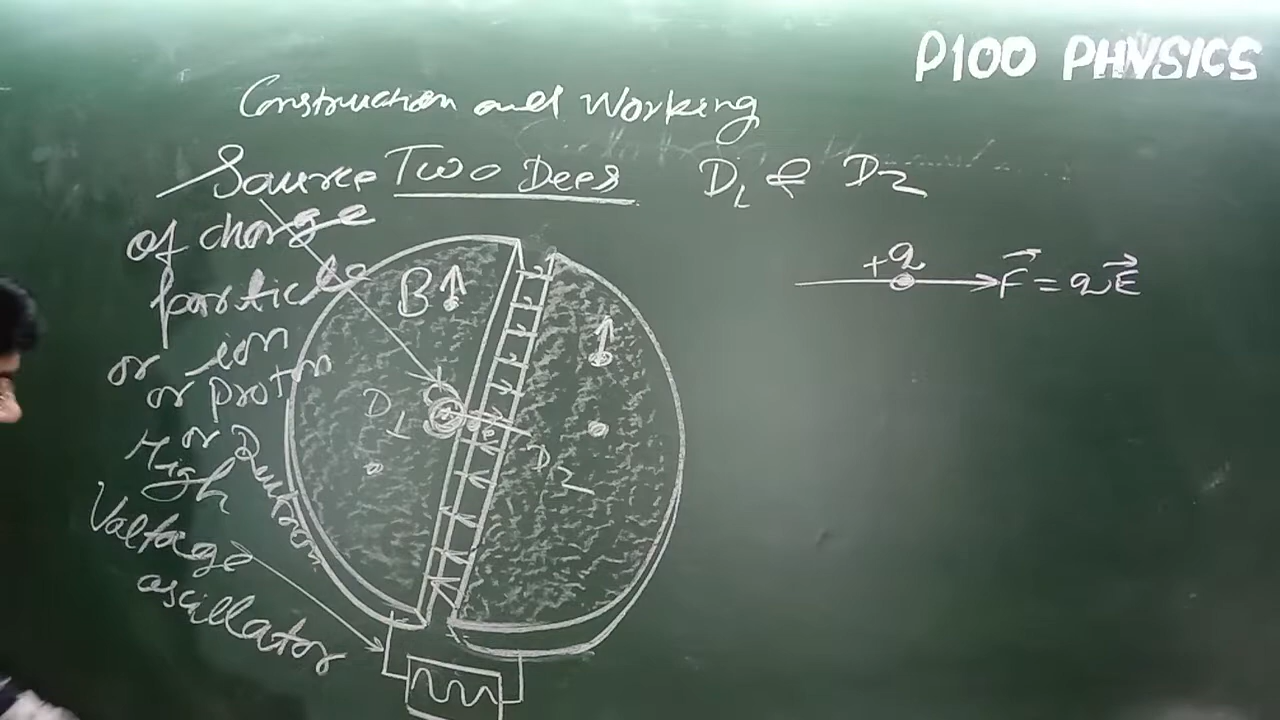 P100 PHYSICS
Construction and Working
Source Two Dees D1 & D2
of charge
particle
or ion
or proton
or Deutron
High
Voltage
oscillator
B
D1
D2
+q
F = qE